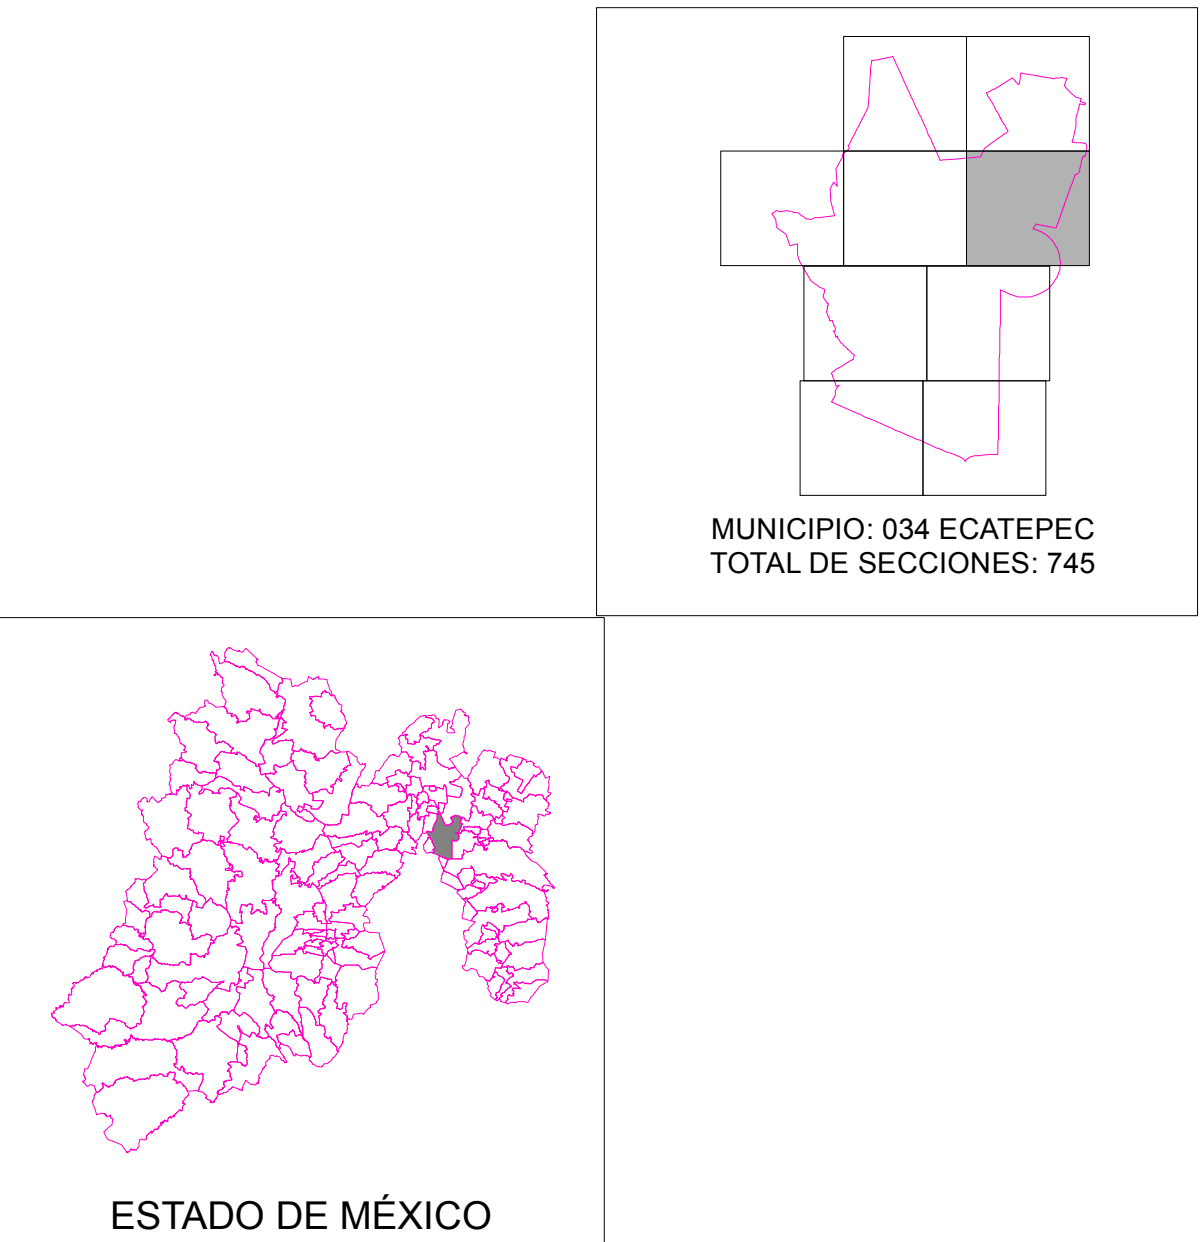 MUNICIPIO: 034 ECATEPEC
TOTAL DE SECCIONES: 745
ESTADO DE MÉXICO